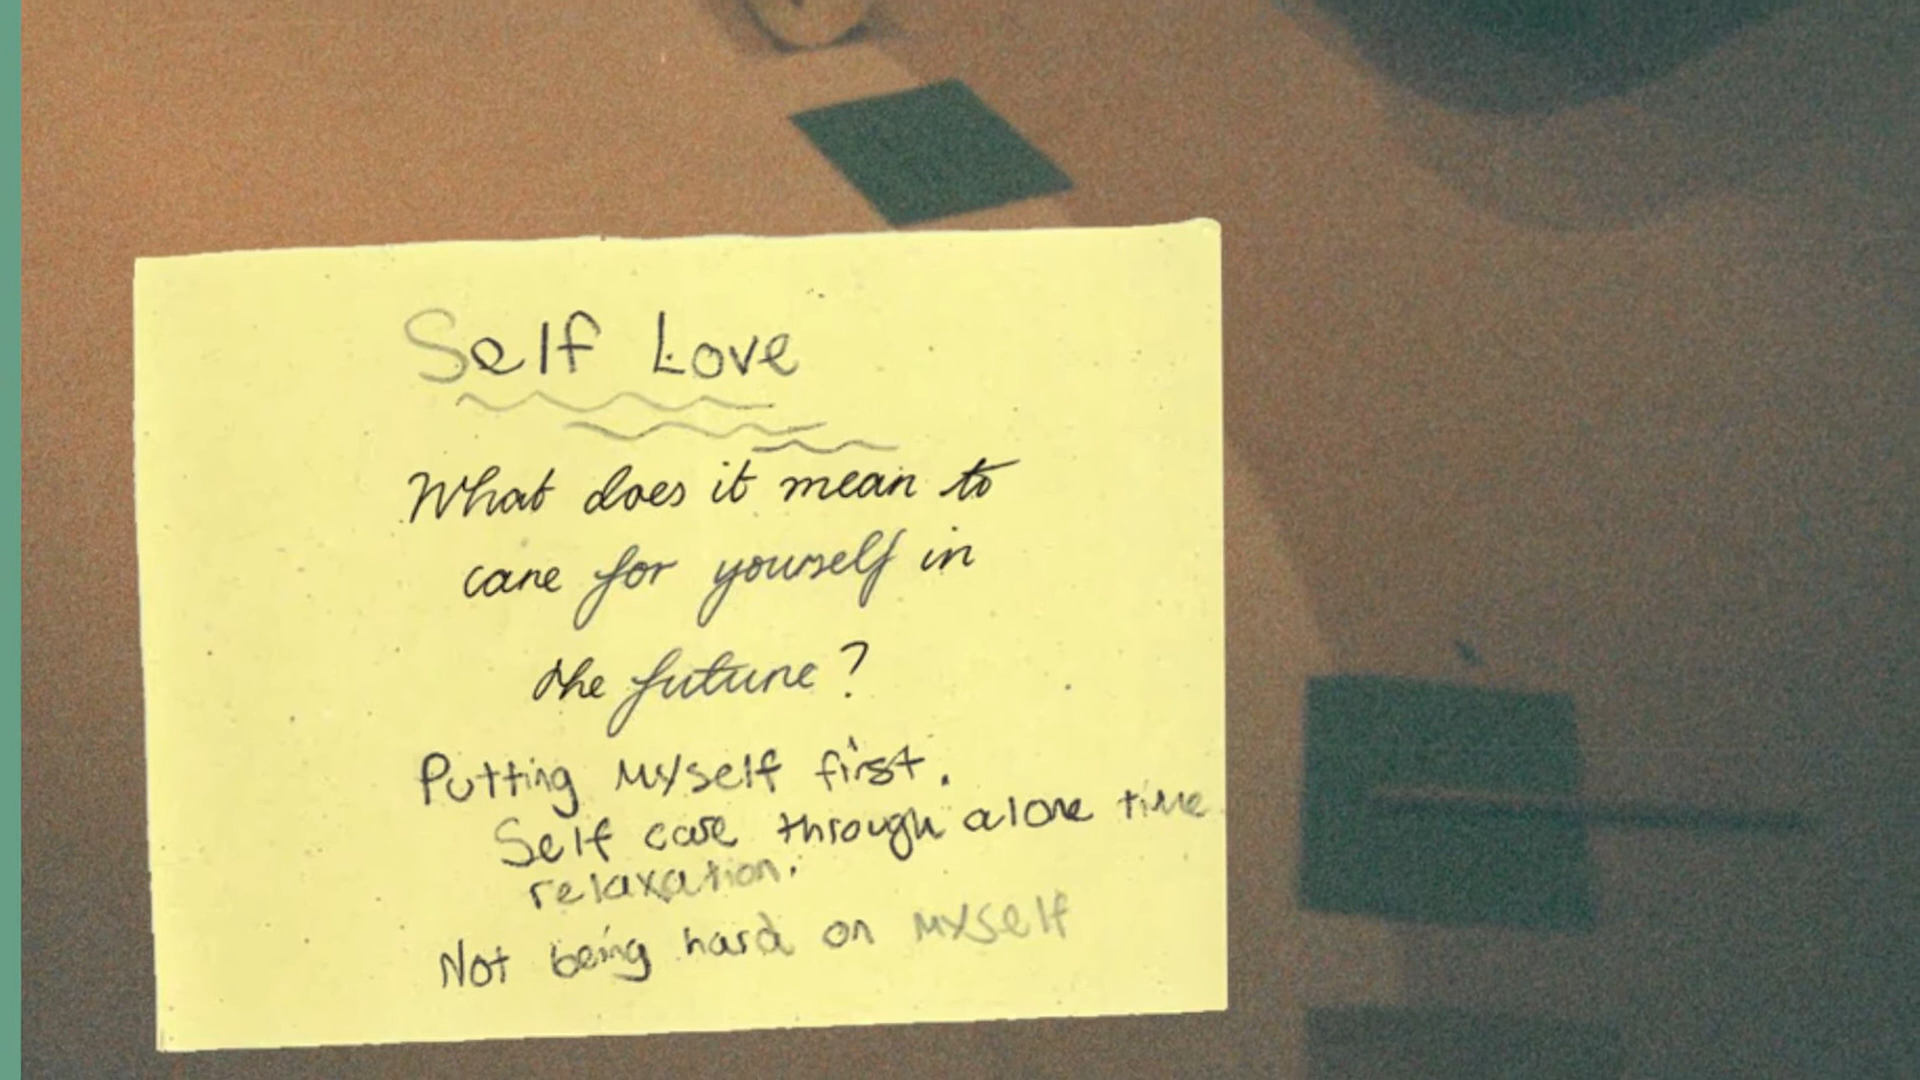 Self Love
What does it mean to
care for yourself in
the future?
Putting Myself first.
Self care through alone time
relaxation.
Not being hard on Myself